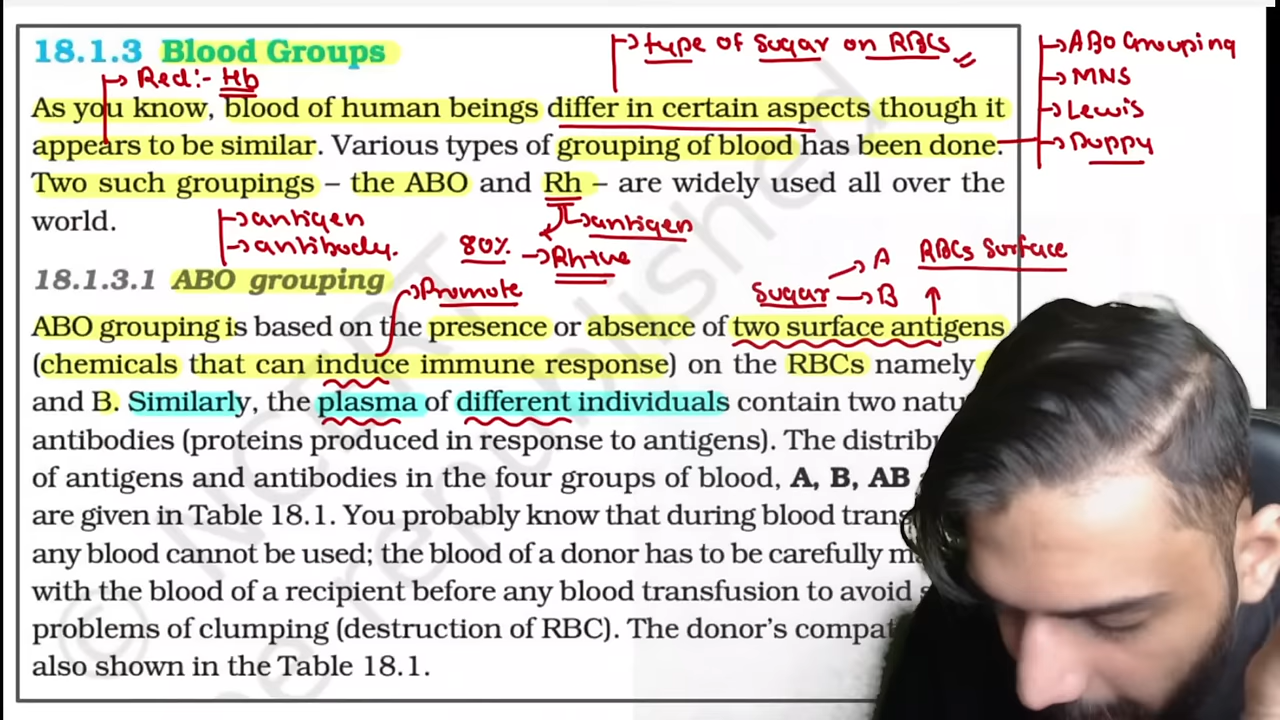 18.1.3 Blood Groups
→ type of Sugar on RBCs
→ ABO Grouping
→ Red:- Hb
→ MNS
→ Lewis
→ Duppy
As you know, blood of human beings differ in certain aspects though it
appears to be similar. Various types of grouping of blood has been done.
Two such groupings – the ABO and Rh – are widely used all over the
world.
→ antigen
→ antibody.
→ antigen
80% → Rh+ve
18.1.3.1 ABO grouping
→ Promote
Sugar → A
→ B
RBCs Surface
ABO grouping is based on the presence or absence of two surface antigens
(chemicals that can induce immune response) on the RBCs namely
and B. Similarly, the plasma of different individuals contain two natu
antibodies (proteins produced in response to antigens). The distrib
of antigens and antibodies in the four groups of blood, A, B, AB
are given in Table 18.1. You probably know that during blood trans
any blood cannot be used; the blood of a donor has to be carefully m
with the blood of a recipient before any blood transfusion to avoid s
problems of clumping (destruction of RBC). The donor's compat
also shown in the Table 18.1.
© NCERT
be republished